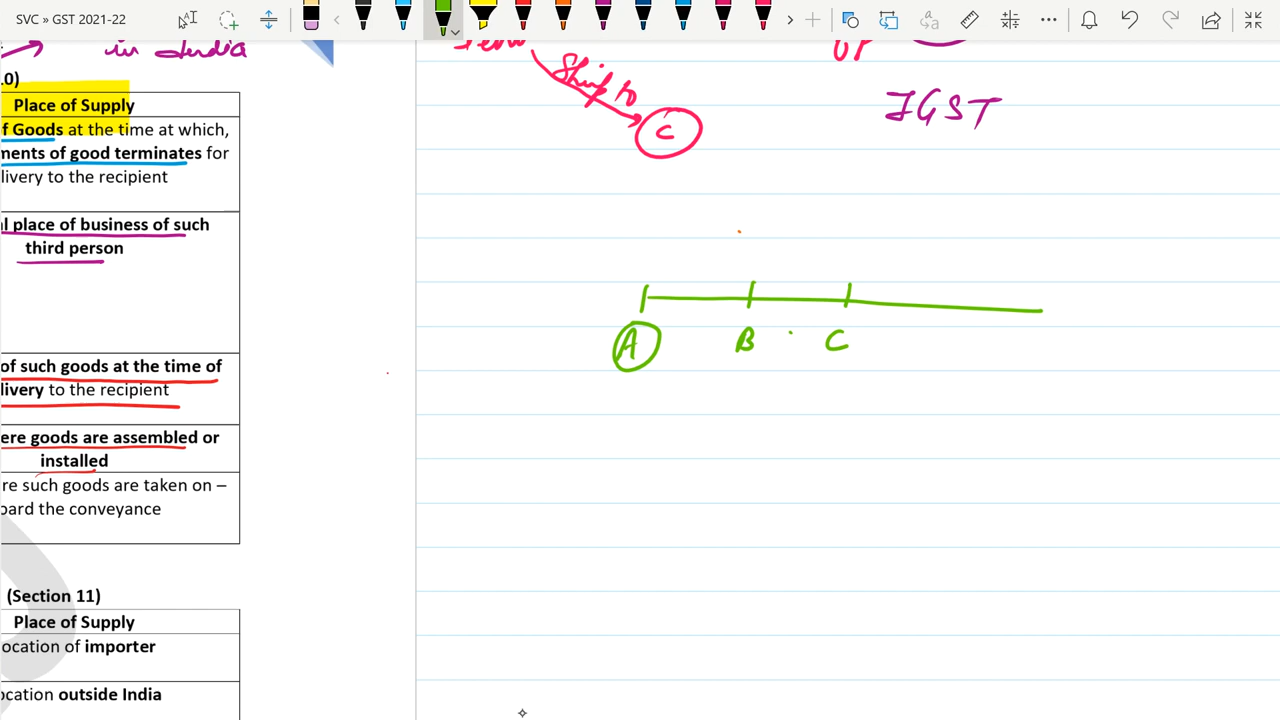 SVC » GST 2021-22
in India
0)
Place of Supply
f Goods at the time at which,
ments of good terminates for
livery to the recipient
l place of business of such
third person
of such goods at the time of
livery to the recipient
ere goods are assembled or
installed
re such goods are taken on –
oard the conveyance
(Section 11)
Place of Supply
ocation of importer
ocation outside India
Ship to
C
IGST
A B C